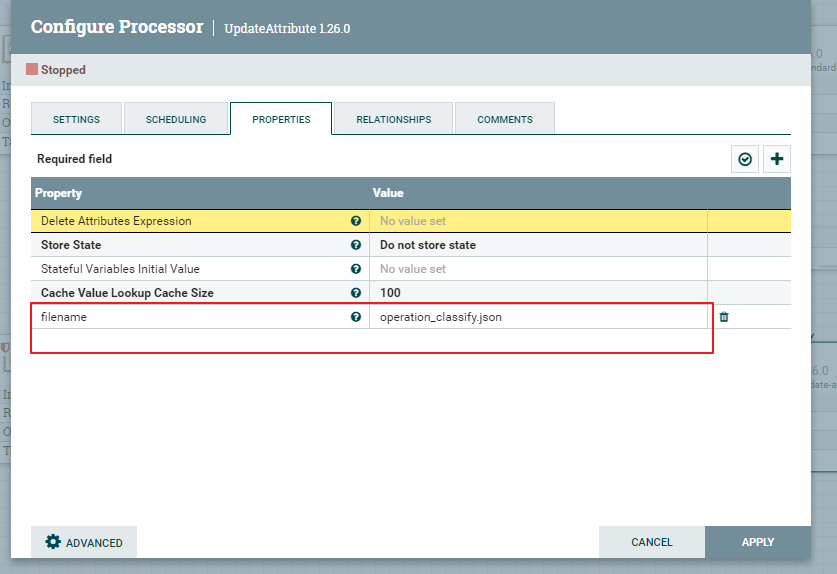 Configure Processor | UpdateAttribute 1.26.0
Stopped
SETTINGS SCHEDULING PROPERTIES RELATIONSHIPS COMMENTS
Required field
Property Value
Delete Attributes Expression No value set
Store State Do not store state
Stateful Variables Initial Value No value set
Cache Value Lookup Cache Size 100
filename operation_classify.json
ADVANCED CANCEL APPLY